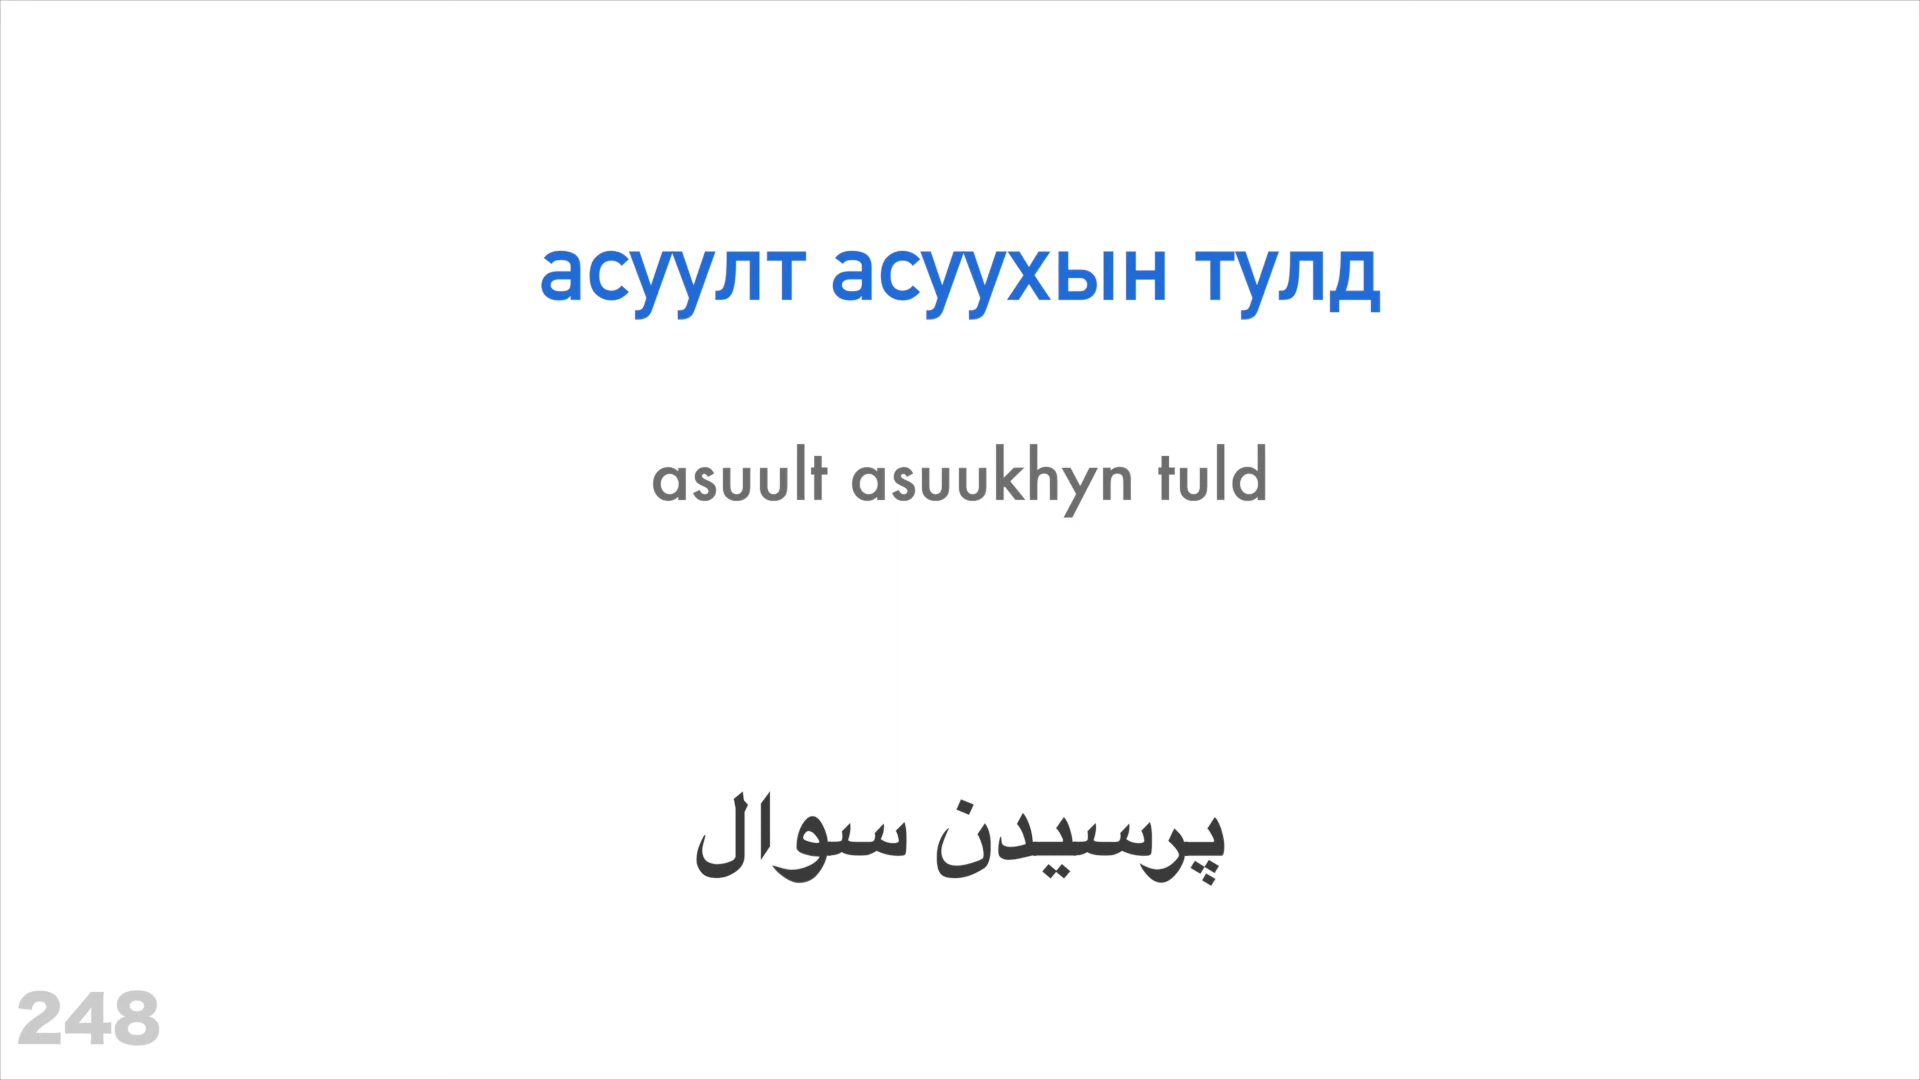 асуулт асуухын тулд
asuult asuukhyn tuld
پرسیدن سوال
248